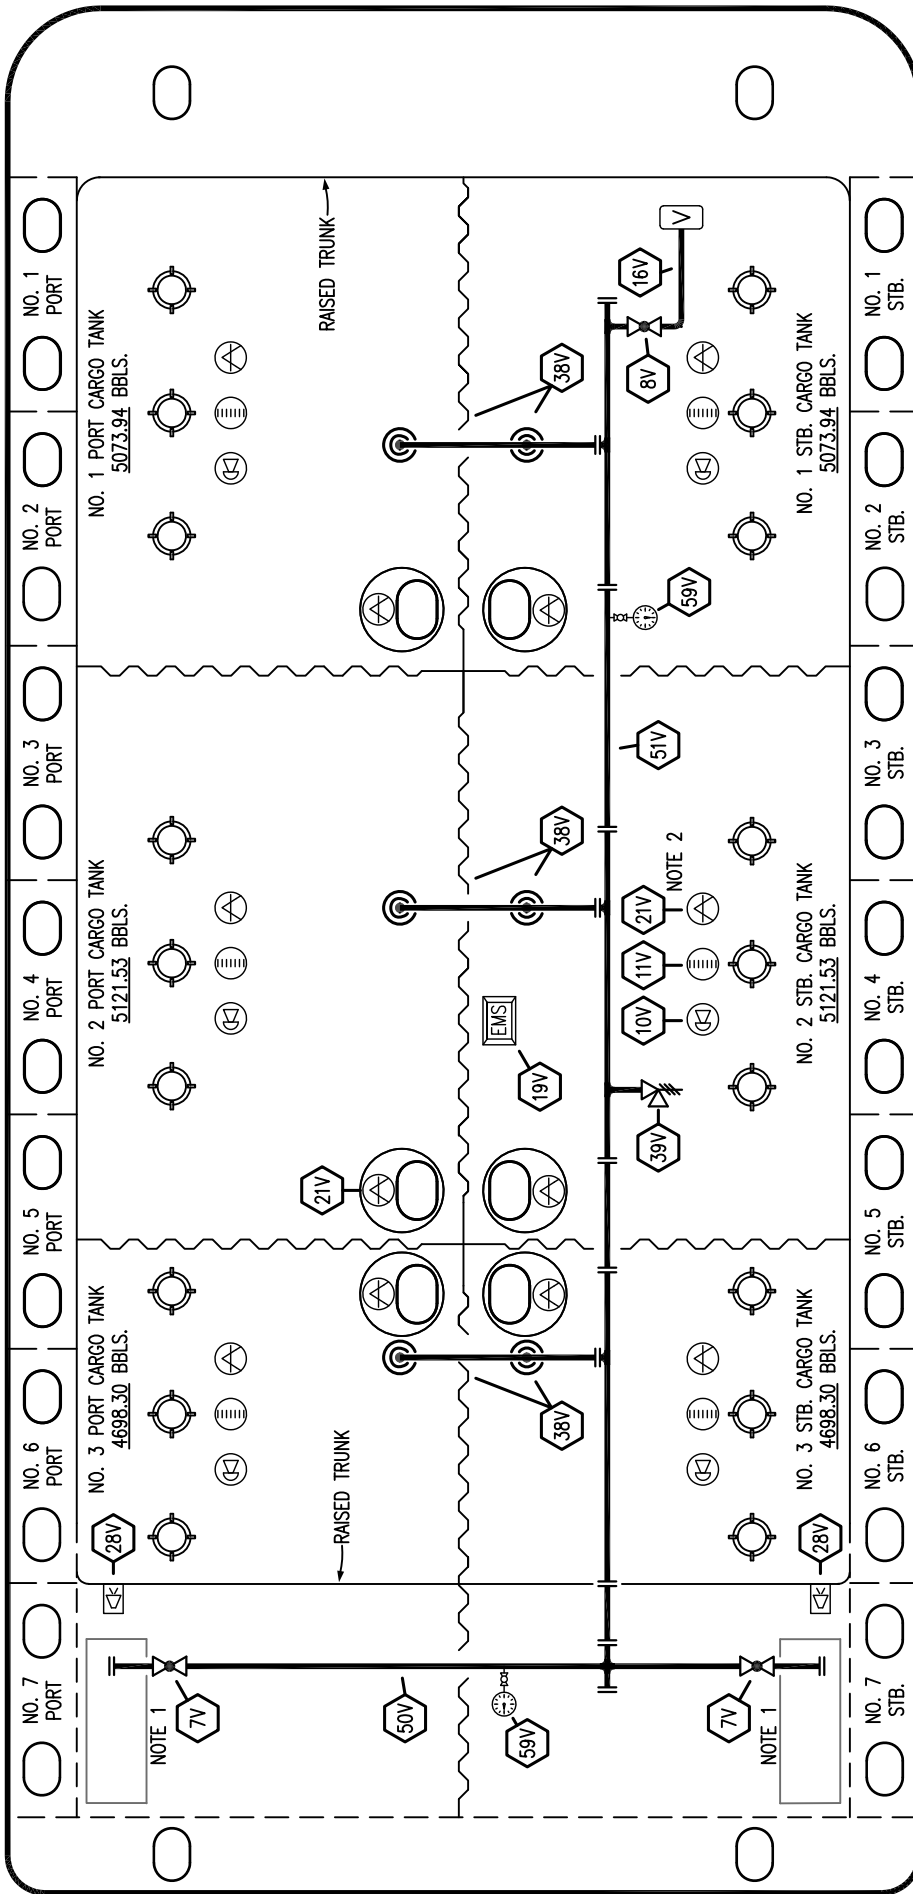 NO. 1
PORT
NO. 2
PORT
NO. 3
PORT
NO. 4
PORT
NO. 5
PORT
NO. 6
PORT
NO. 7
PORT
NO. 1 PORT CARGO TANK
5073.94 BBLS.
NO. 2 PORT CARGO TANK
5121.53 BBLS.
NO. 3 PORT CARGO TANK
4698.30 BBLS.
RAISED TRUNK
RAISED TRUNK
28V
21V
38V
38V
38V
EMS
19V
V
16V
8V
59V
51V
NOTE 2
21V
11V
10V
39V
NOTE 1
7V
50V
59V
7V
NOTE 1
28V
NO. 1 STB. CARGO TANK
5073.94 BBLS.
NO. 2 STB. CARGO TANK
5121.53 BBLS.
NO. 3 STB. CARGO TANK
4698.30 BBLS.
NO. 1
STB.
NO. 2
STB.
NO. 3
STB.
NO. 4
STB.
NO. 5
STB.
NO. 6
STB.
NO. 7
STB.